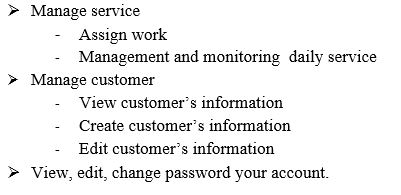 ➢ Manage service
- Assign work
- Management and monitoring daily service
➢ Manage customer
- View customer’s information
- Create customer’s information
- Edit customer’s information
➢ View, edit, change password your account.